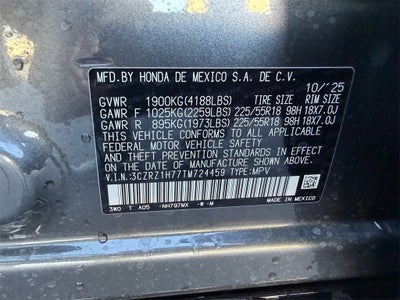 MFD.BY HONDA DE MEXICO S.A. DE C.V.
10/'25
GVWR 1900KG(4188LBS) TIRE SIZE RIM SIZE
GAWR F 1025KG(2259LBS) 225/55R18 98H 18X7.0J
GAWR R 895KG(1973LBS) 225/55R18 98H 18X7.0J
THIS VEHICLE CONFORMS TO ALL APPLICABLE
FEDERAL MOTOR VEHICLE SAFETY STANDARDS IN EFFECT
ON THE DATE OF MANUFACTURE SHOWN ABOVE.
V.I.N.:3CZRZ1H77TM724459 TYPE:MPV
3W0 T A05 NH797MX -W-M MADE IN MEXICO